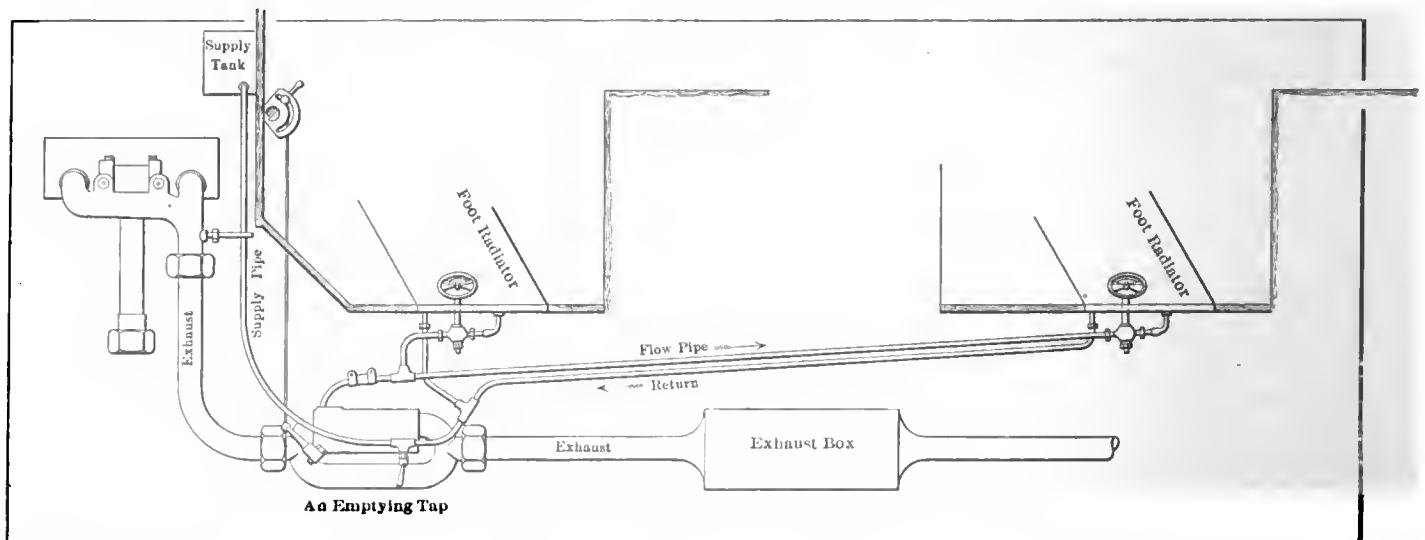 Supply
Tank
Foot Radiator
Foot Radiator
Supply Pipe
Exhaust
Flow Pipe
Return
Exhaust
Exhaust Box
An Emptying Tap